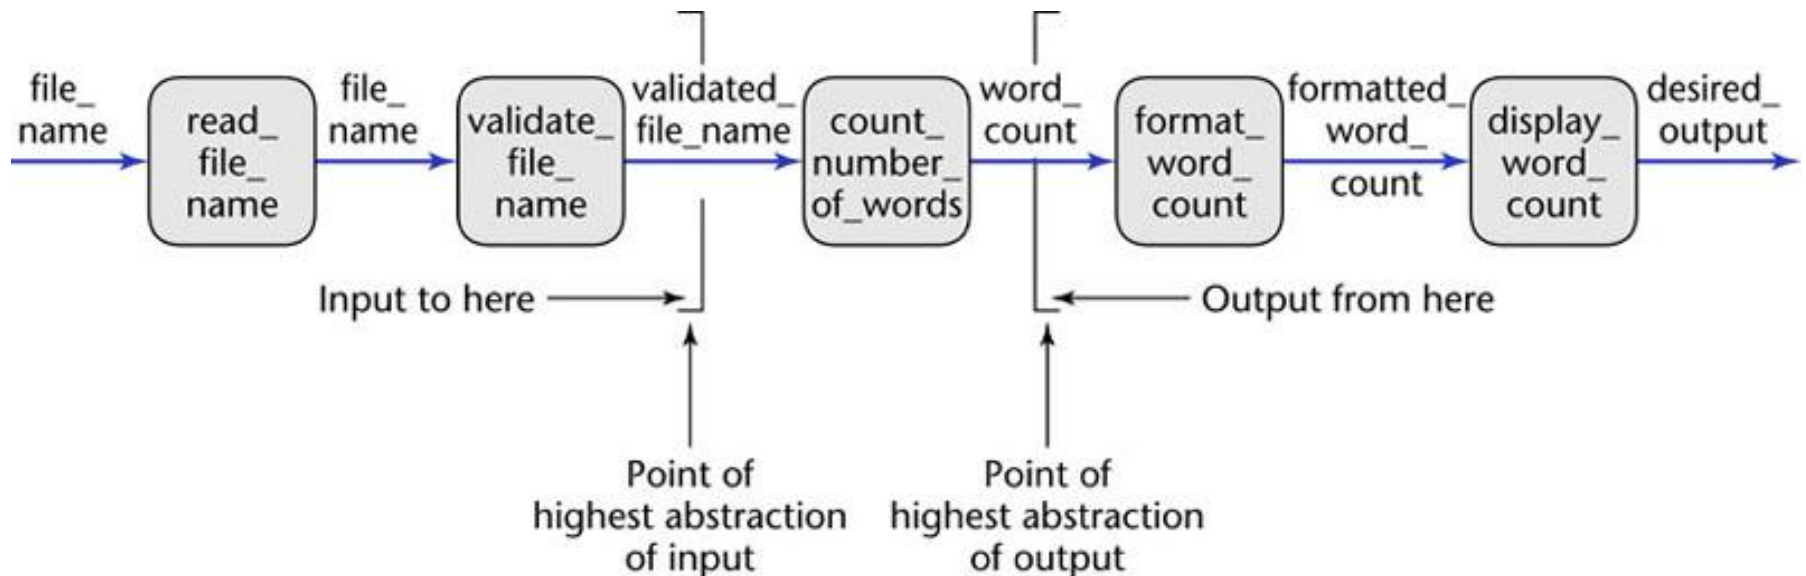 file_
name
read_
file_
name
file_
name
validate_
file_
name
validated_
file_name
count_
number_
of_words
word_
count
format_
word_
count
formatted_
word_
count
display_
word_
count
desired_
output
Input to here
Output from here
Point of
highest abstraction
of input
Point of
highest abstraction
of output